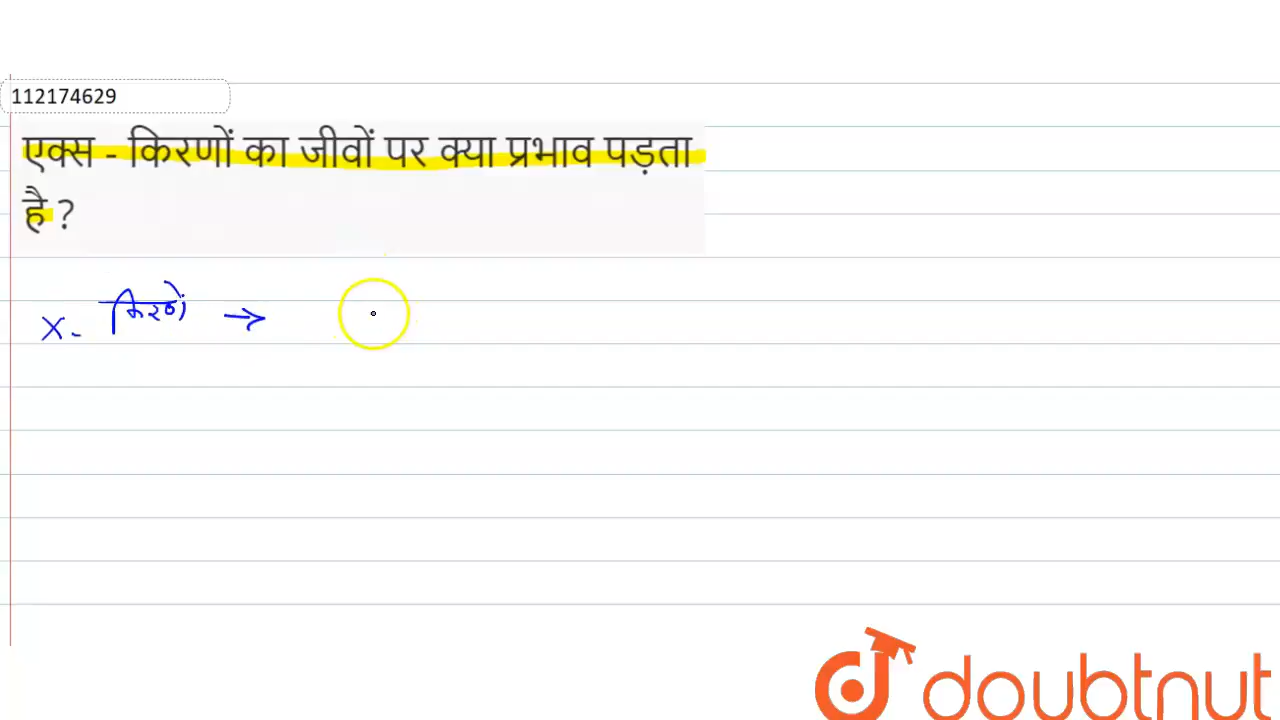 112174629
एक्स - किरणों का जीवों पर क्या प्रभाव पड़ता
है ?
X - किरणों →
doubtnut